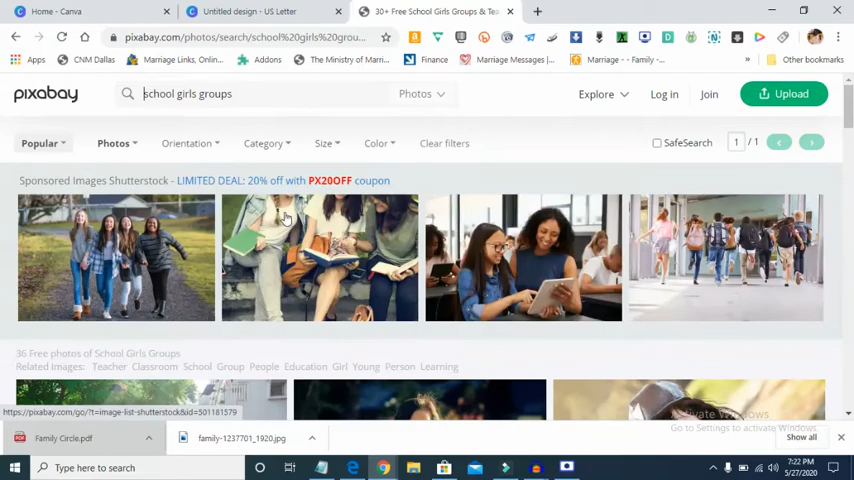 Home - Canva
Untitled design - US Letter
30+ Free School Girls Groups & Tea
pixabay.com/photos/search/school%20girls%20grou...
Apps
CNM Dallas
Marriage Links, Onlin...
Addons
The Ministry of Marri...
Finance
Marriage Messages |...
Marriage - - Family -...
Other bookmarks
pixabay
school girls groups
Photos
Explore
Log in
Join
Upload
Popular
Photos
Orientation
Category
Size
Color
Clear filters
SafeSearch
1 / 1
Sponsored Images Shutterstock - LIMITED DEAL: 20% off with PX20OFF coupon
36 Free photos of School Girls Groups
Related Images: Teacher Classroom School Group People Education Girl Young Person Learning
https://pixabay.com/go/?t=image-list-shutterstock&id=501181579
Activate Windows
Go to Settings to activate Windows.
Family Circle.pdf
family-1237701_1920.jpg
Show all
Type here to search
7:22 PM
5/27/2020